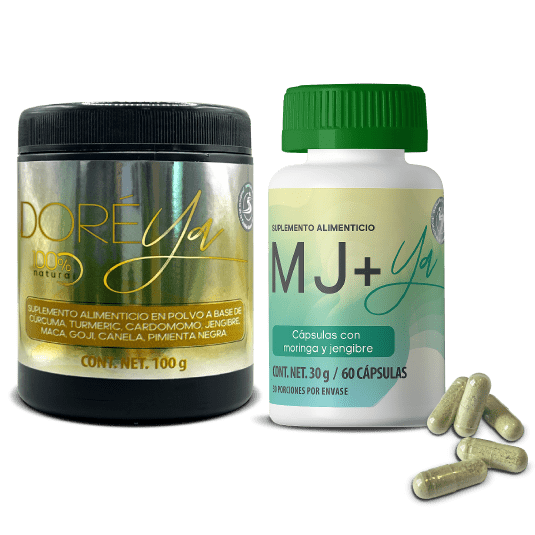 DORÉ Ya
100%
natural
SUPLEMENTO ALIMENTICIO EN POLVO A BASE DE
CÚRCUMA, TURMERIC, CARDOMOMO, JENGIBRE,
MACA, GOJI, CANELA, PIMIENTA NEGRA
CONT. NET. 100 g
SUPLEMENTO ALIMENTICIO
MJ+ Ya
Cápsulas con
moringa y jengibre
CONT. NET. 30 g / 60 CÁPSULAS
30 PORCIONES POR ENVASE